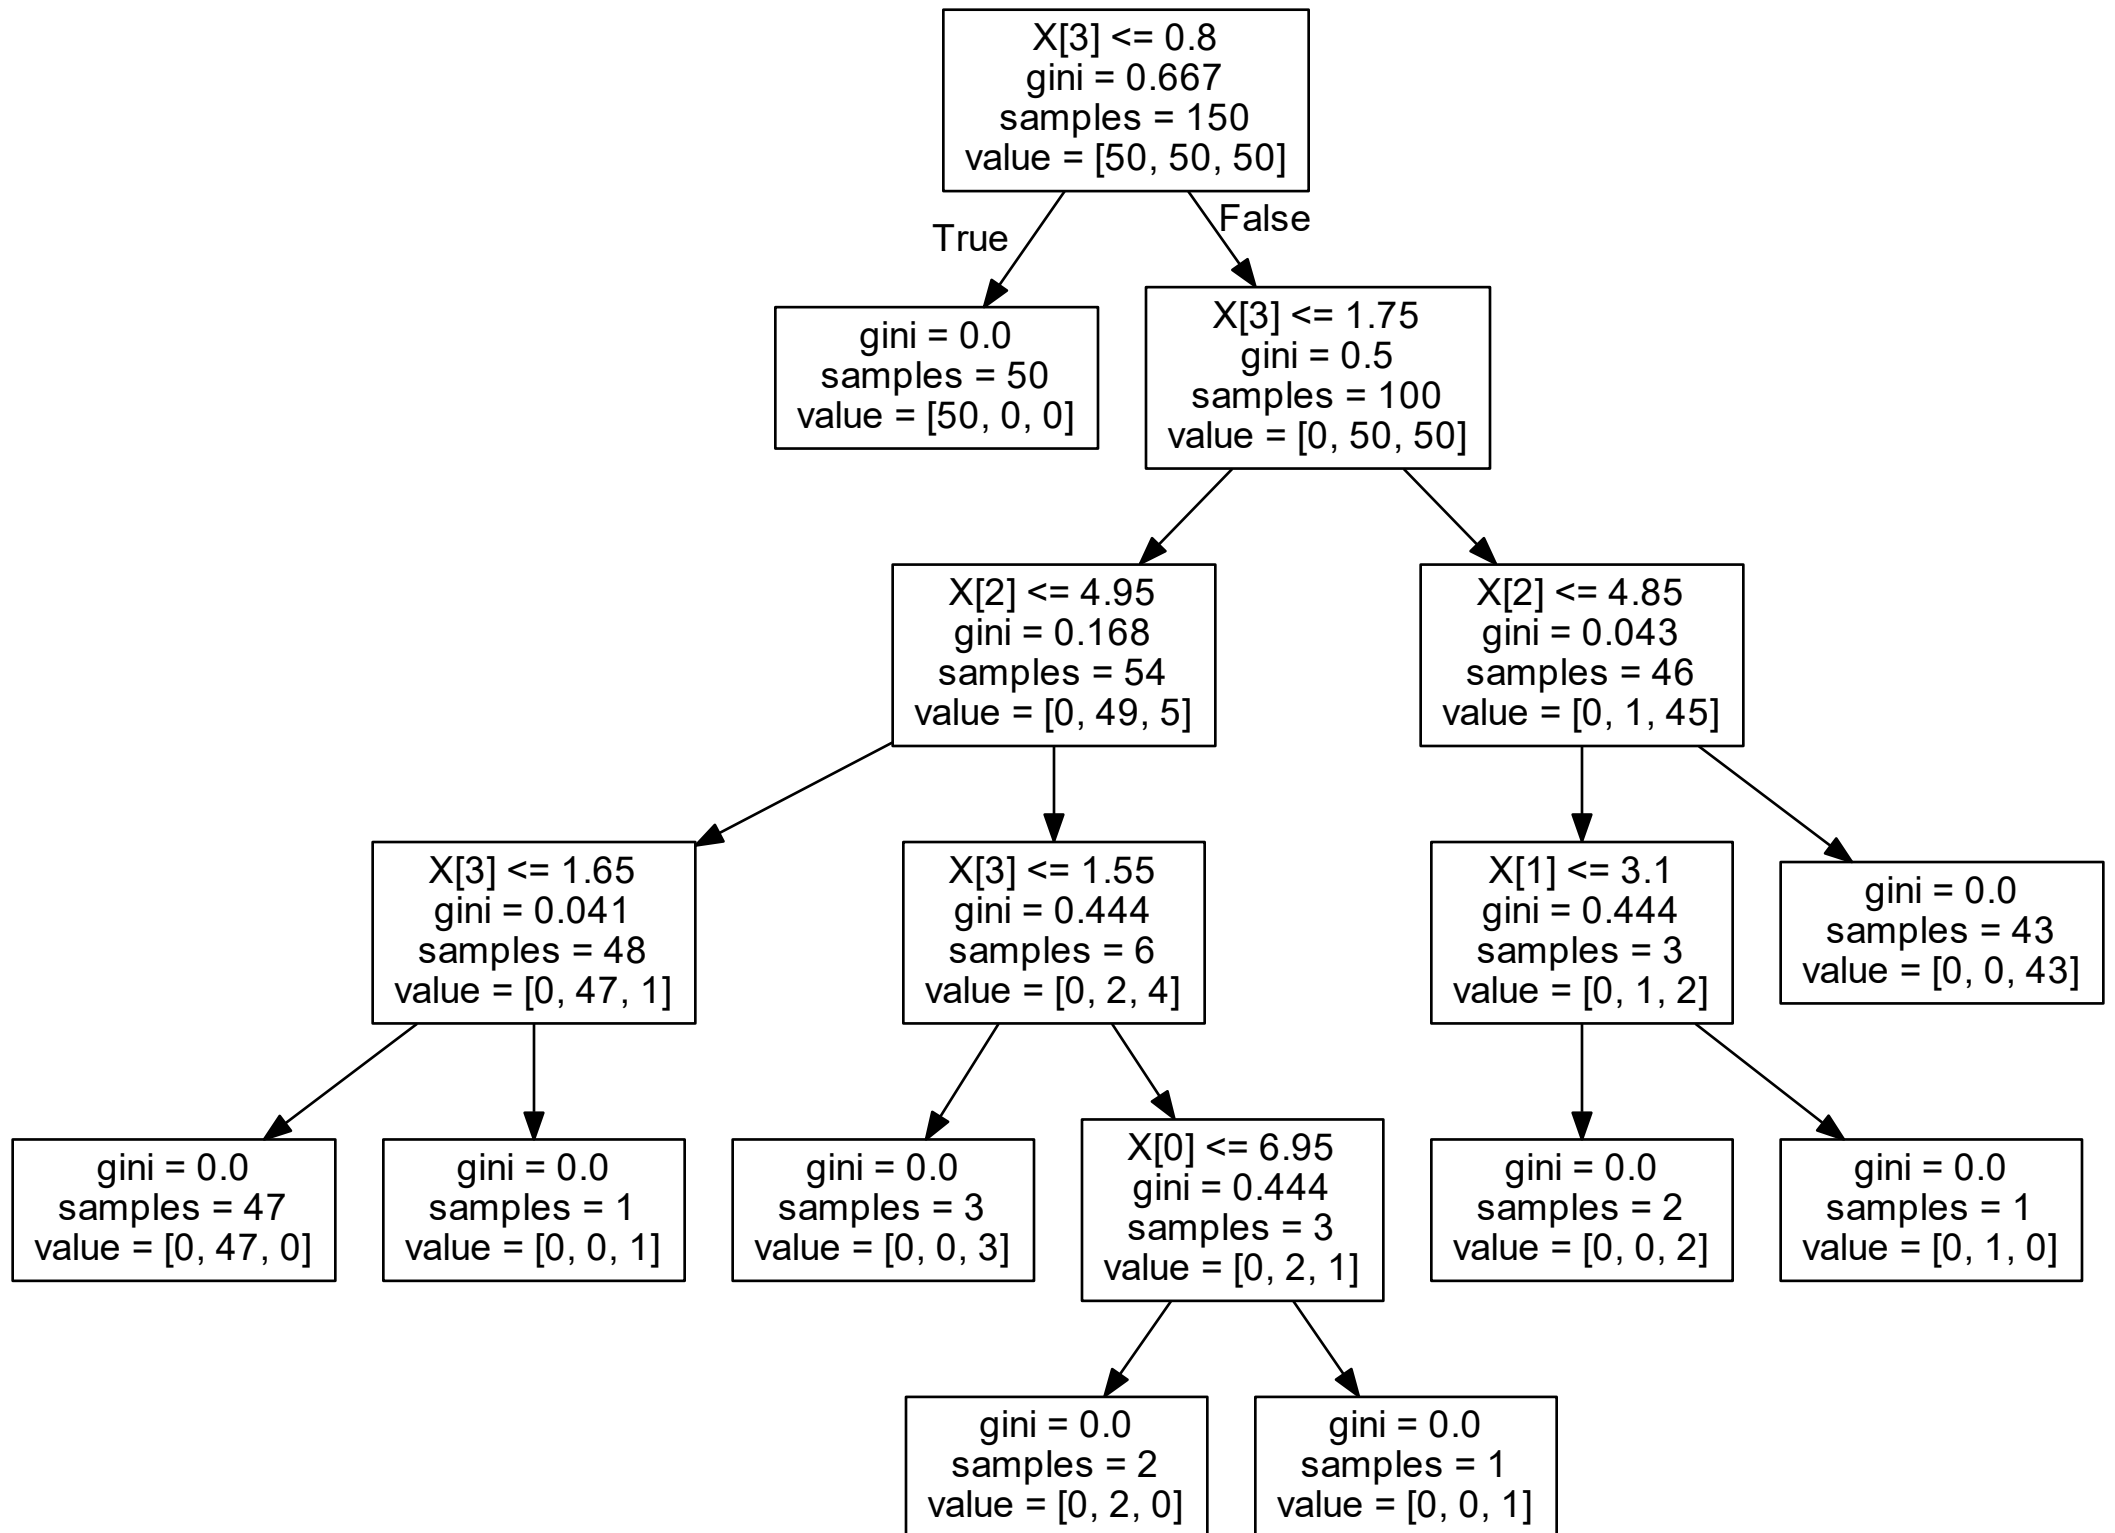 X[3] <= 0.8
gini = 0.667
samples = 150
value = [50, 50, 50]
True
False
gini = 0.0
samples = 50
value = [50, 0, 0]
X[3] <= 1.75
gini = 0.5
samples = 100
value = [0, 50, 50]
X[2] <= 4.95
gini = 0.168
samples = 54
value = [0, 49, 5]
X[2] <= 4.85
gini = 0.043
samples = 46
value = [0, 1, 45]
X[3] <= 1.65
gini = 0.041
samples = 48
value = [0, 47, 1]
X[3] <= 1.55
gini = 0.444
samples = 6
value = [0, 2, 4]
X[1] <= 3.1
gini = 0.444
samples = 3
value = [0, 1, 2]
gini = 0.0
samples = 43
value = [0, 0, 43]
gini = 0.0
samples = 47
value = [0, 47, 0]
gini = 0.0
samples = 1
value = [0, 0, 1]
gini = 0.0
samples = 3
value = [0, 0, 3]
X[0] <= 6.95
gini = 0.444
samples = 3
value = [0, 2, 1]
gini = 0.0
samples = 2
value = [0, 0, 2]
gini = 0.0
samples = 1
value = [0, 1, 0]
gini = 0.0
samples = 2
value = [0, 2, 0]
gini = 0.0
samples = 1
value = [0, 0, 1]